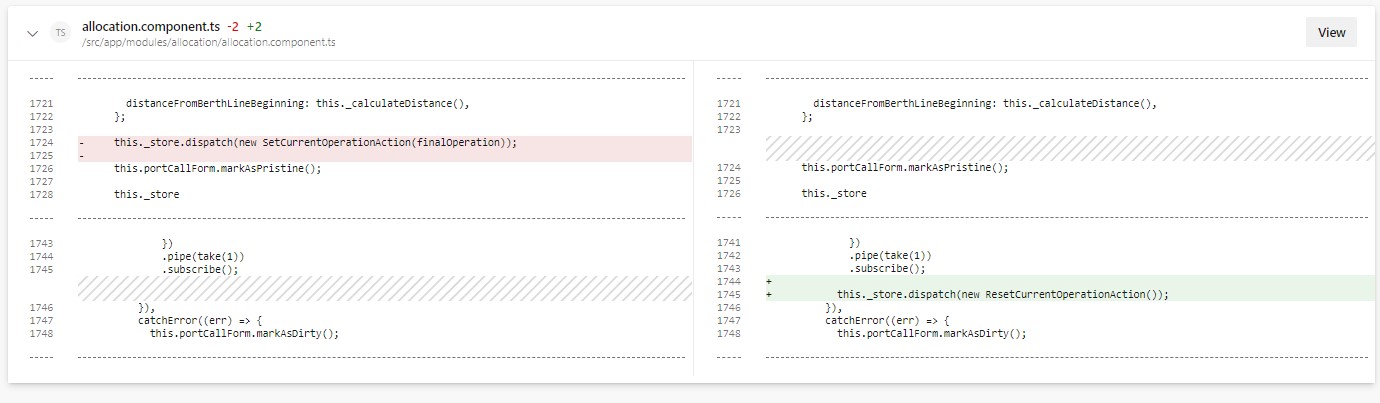 allocation.component.ts -2 +2
TS
/src/app/modules/allocation/allocation.component.ts
View
----- ----------------------------------------------------------------------------------------------------
1721 distanceFromBerthLineBeginning: this._calculateDistance(),
1722 };
1723
1724 - this._store.dispatch(new SetCurrentOperationAction(finalOperation));
1725 -
1726 this.portCallForm.markAsPristine();
1727
1728 this._store
----- ----------------------------------------------------------------------------------------------------
1743 })
1744 .pipe(take(1))
1745 .subscribe();
1746 }),
1747 catchError((err) => {
1748 this.portCallForm.markAsDirty();
----- ----------------------------------------------------------------------------------------------------
----- ----------------------------------------------------------------------------------------------------
1721 distanceFromBerthLineBeginning: this._calculateDistance(),
1722 };
1723
1724 this.portCallForm.markAsPristine();
1725
1726 this._store
----- ----------------------------------------------------------------------------------------------------
1741 })
1742 .pipe(take(1))
1743 .subscribe();
1744 +
1745 + this._store.dispatch(new ResetCurrentOperationAction());
1746 }),
1747 catchError((err) => {
1748 this.portCallForm.markAsDirty();
----- ----------------------------------------------------------------------------------------------------